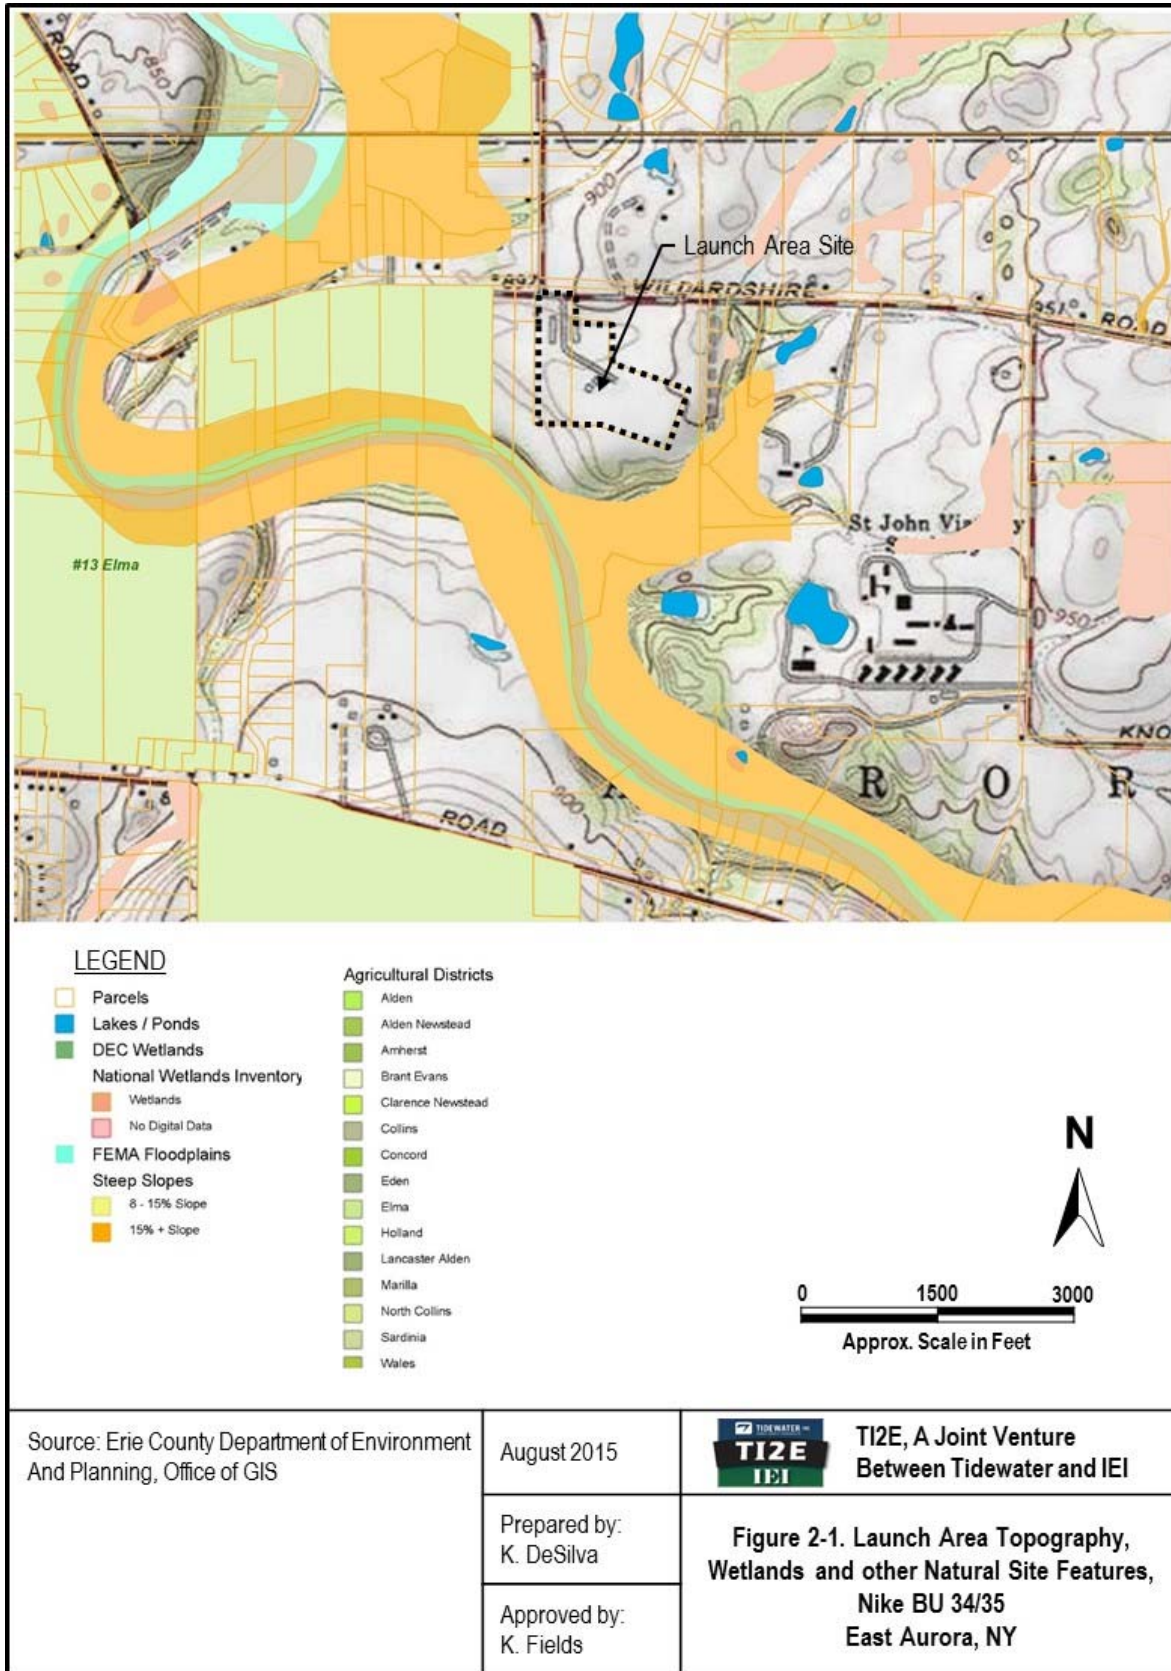 ROAD
850
900
Launch Area Site
897
WILDARDSHIRE
951
ROAD
St John Vianney
#13 Elma
950
KNO
900
ROAD
A
R O R
LEGEND
Parcels
Lakes / Ponds
DEC Wetlands
National Wetlands Inventory
Wetlands
No Digital Data
FEMA Floodplains
Steep Slopes
8 - 15% Slope
15% + Slope
Agricultural Districts
Alden
Alden Newstead
Amherst
Brant Evans
Clarence Newstead
Collins
Concord
Eden
Elma
Holland
Lancaster Alden
Marilla
North Collins
Sardinia
Wales
N
0 1500 3000
Approx. Scale in Feet
Source: Erie County Department of Environment
And Planning, Office of GIS
August 2015
TIDEWATER
TI2E
IEI
TI2E, A Joint Venture
Between Tidewater and IEI
Prepared by:
K. DeSilva
Approved by:
K. Fields
Figure 2-1. Launch Area Topography,
Wetlands and other Natural Site Features,
Nike BU 34/35
East Aurora, NY